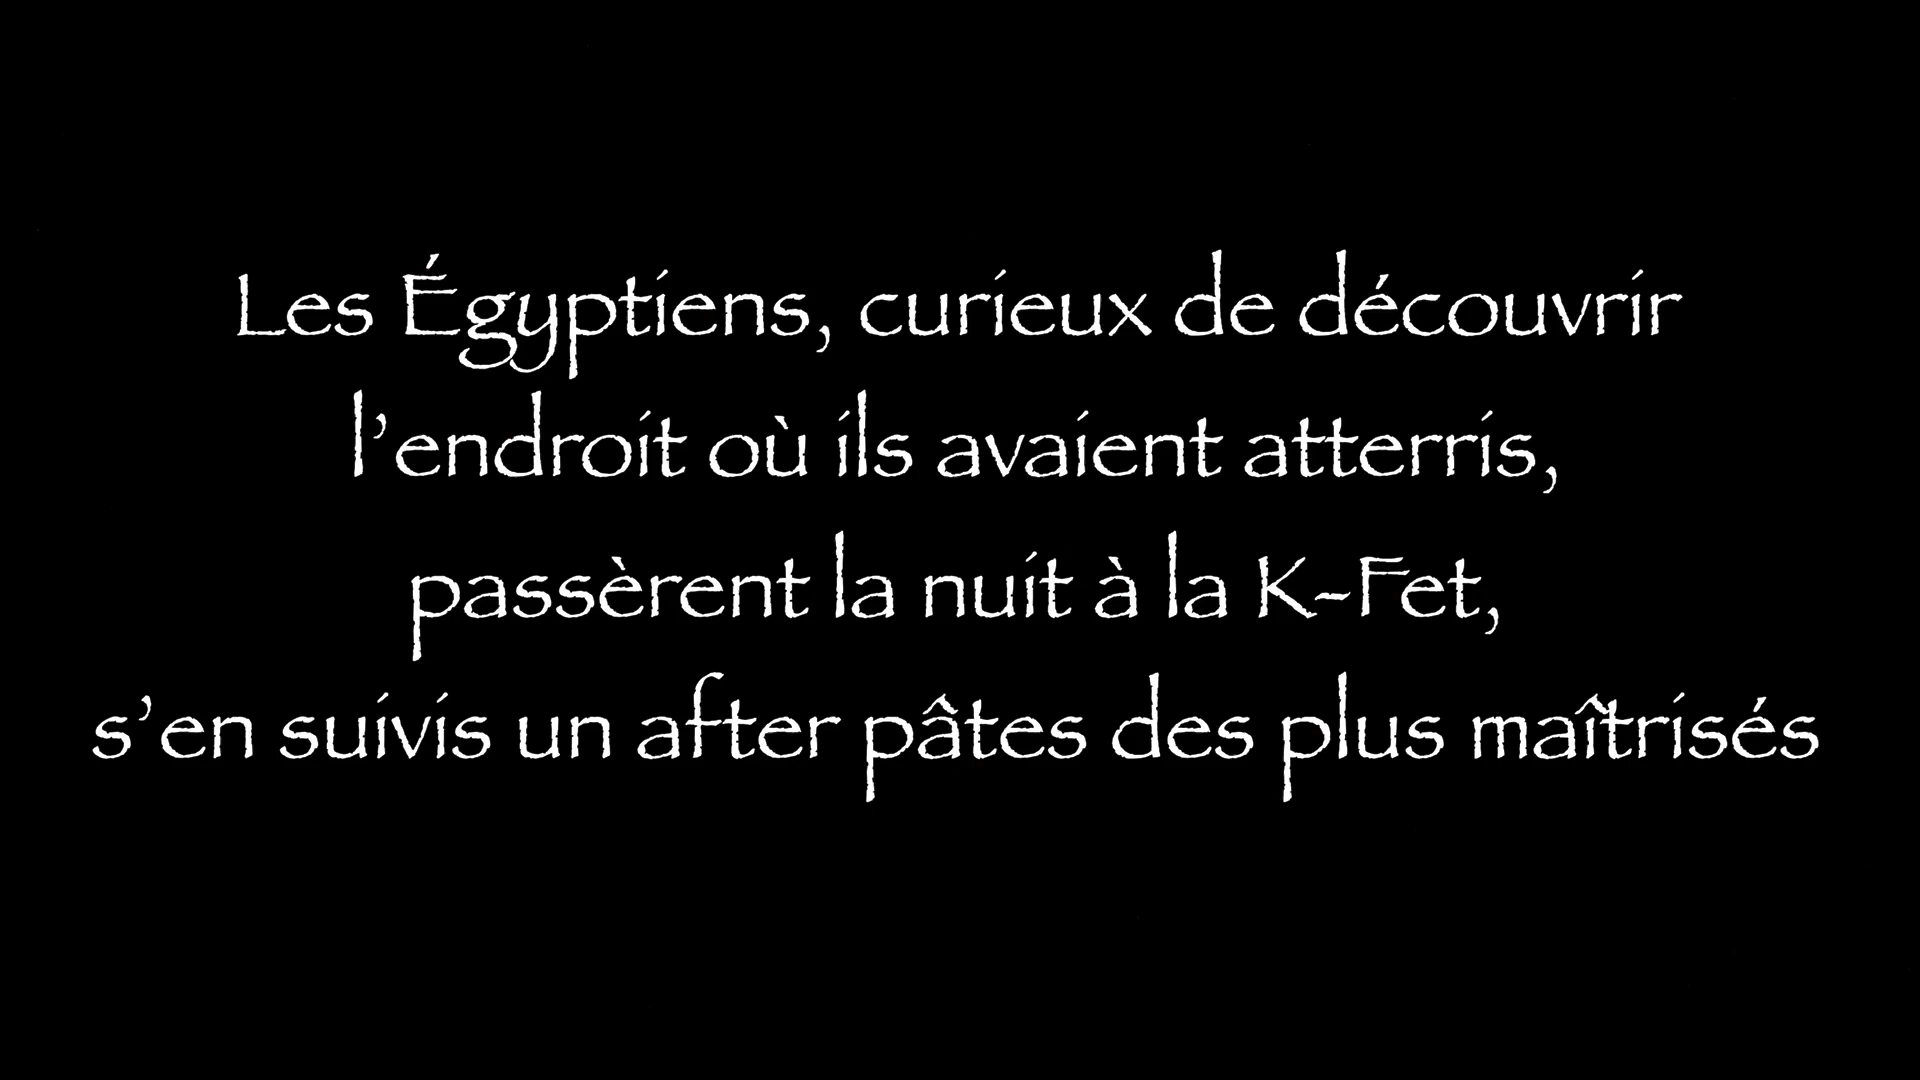 Les Égyptiens, curieux de découvrir
l’endroit où ils avaient atterris,
passèrent la nuit à la K-Fet,
s’en suivis un after pâtes des plus maîtrisés